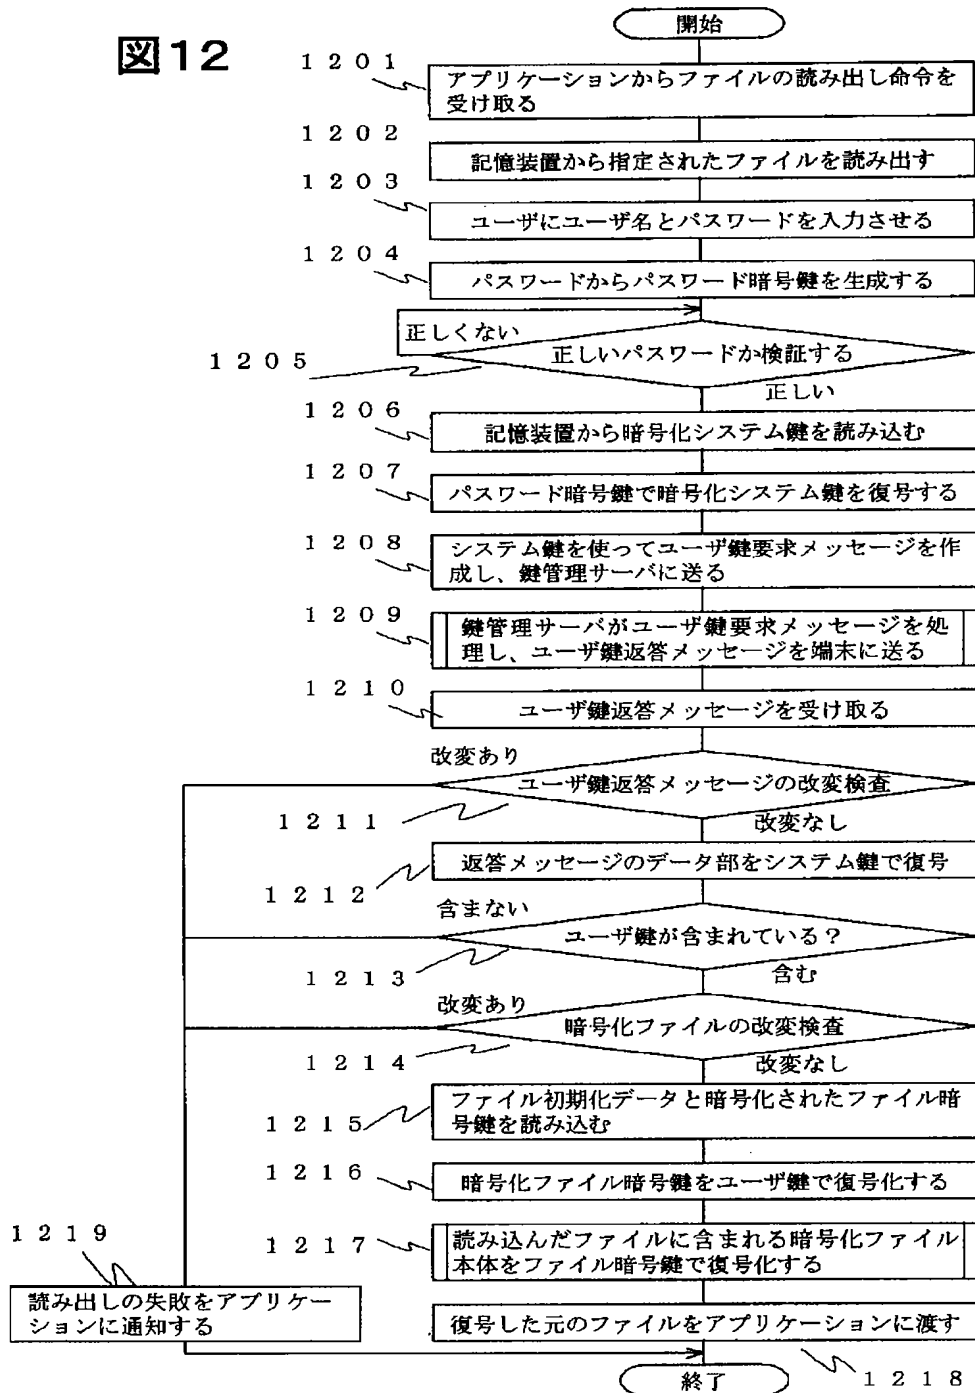 開始
図12
1201
アプリケーションからファイルの読み出し命令を
受け取る
1202
記憶装置から指定されたファイルを読み出す
1203
ユーザにユーザ名とパスワードを入力させる
1204
パスワードからパスワード暗号鍵を生成する
正しくない
正しいパスワードか検証する
1205
正しい
1206
記憶装置から暗号化システム鍵を読み込む
1207
パスワード暗号鍵で暗号化システム鍵を復号する
1208
システム鍵を使ってユーザ鍵要求メッセージを作
成し、鍵管理サーバに送る
1209
鍵管理サーバがユーザ鍵要求メッセージを処
理し、ユーザ鍵返答メッセージを端末に送る
1210
ユーザ鍵返答メッセージを受け取る
改変あり
ユーザ鍵返答メッセージの改変検査
1211
改変なし
返答メッセージのデータ部をシステム鍵で復号
1212
含まない
ユーザ鍵が含まれている？
1213
含む
改変あり
暗号化ファイルの改変検査
1214
改変なし
ファイル初期化データと暗号化されたファイル暗
号鍵を読み込む
1215
1216
暗号化ファイル暗号鍵をユーザ鍵で復号化する
1217
読み込んだファイルに含まれる暗号化ファイル
本体をファイル暗号鍵で復号化する
1219
読み出しの失敗をアプリケー
ションに通知する
復号した元のファイルをアプリケーションに渡す
1218
終了